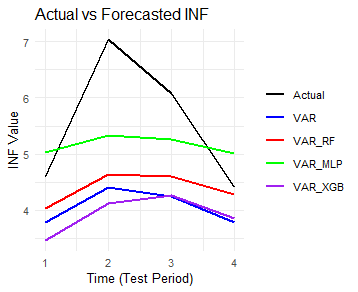 Actual vs Forecasted INF
7
6
5
4
INF Value
1 2 3 4
Time (Test Period)
Actual
VAR
VAR_RF
VAR_MLP
VAR_XGB